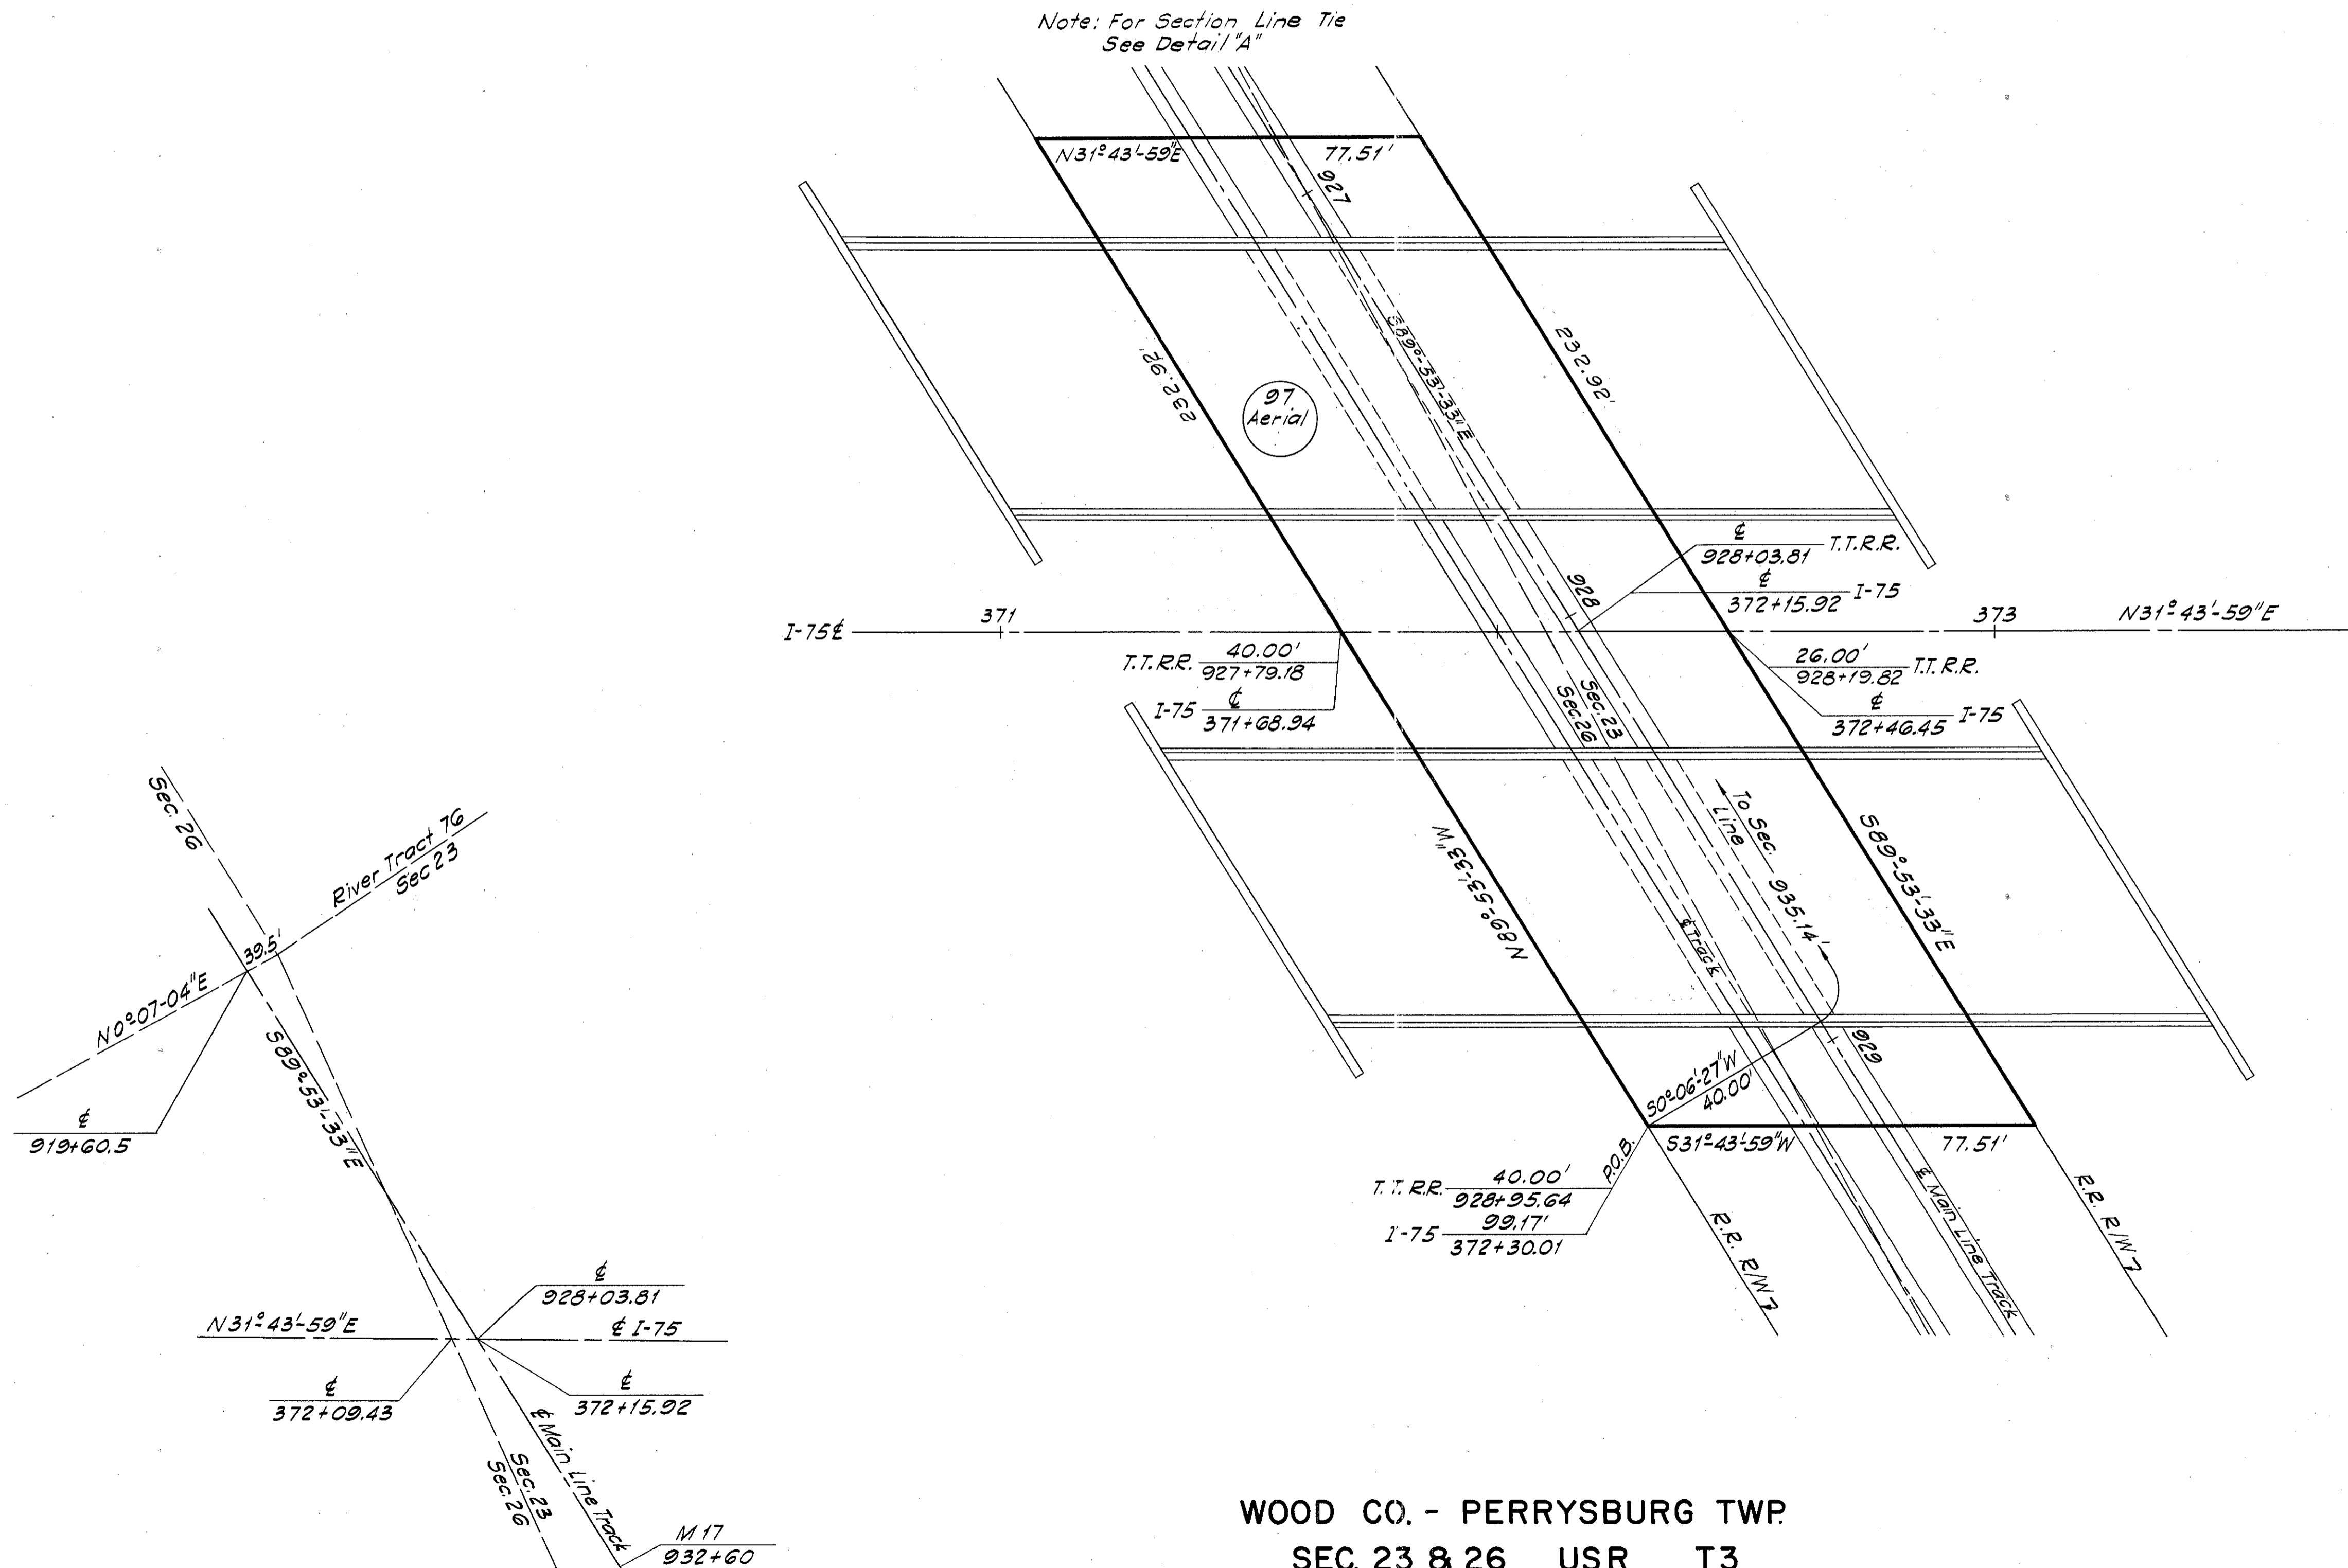 Note: For Section Line Tie
See Detail "A"
N31°-43'-59"E
77.51'
927
232.92'
S89°-53'-33"E
232.92'
97
Aerial
℄
928+03.81
T.T.R.R.
℄
372+15.92
I-75
928
I-75 ℄
371
373
N31°-43'-59"E
T.T.R.R.
40.00'
927+79.18
I-75
℄
371+68.94
26.00'
928+19.82
T.T.R.R.
℄
372+46.45
I-75
Sec. 23
Sec. 26
To Sec.
Line
935.14'
N89°-53'-33"W
S89°-53'-33"E
℄ Track
929
S0°-06'-27"W
40.00'
P.O.B.
S31°-43'-59"W
77.51'
T.T.R.R.
40.00'
928+95.64
I-75
99.17'
372+30.01
R.R. R/W
℄ Main Line Track
R.R. R/W
Sec. 26
River Tract 76
Sec 23
39.5'
N0°-07-04"E
S89°-53'-33"E
℄
919+60.5
℄
928+03.81
N31°-43'-59"E
℄ I-75
℄
372+09.43
℄
372+15.92
℄ Main Line Track
Sec. 23
Sec. 26
M 17
932+60
WOOD CO. - PERRYSBURG TWP.
SEC. 23 & 26 USR T3